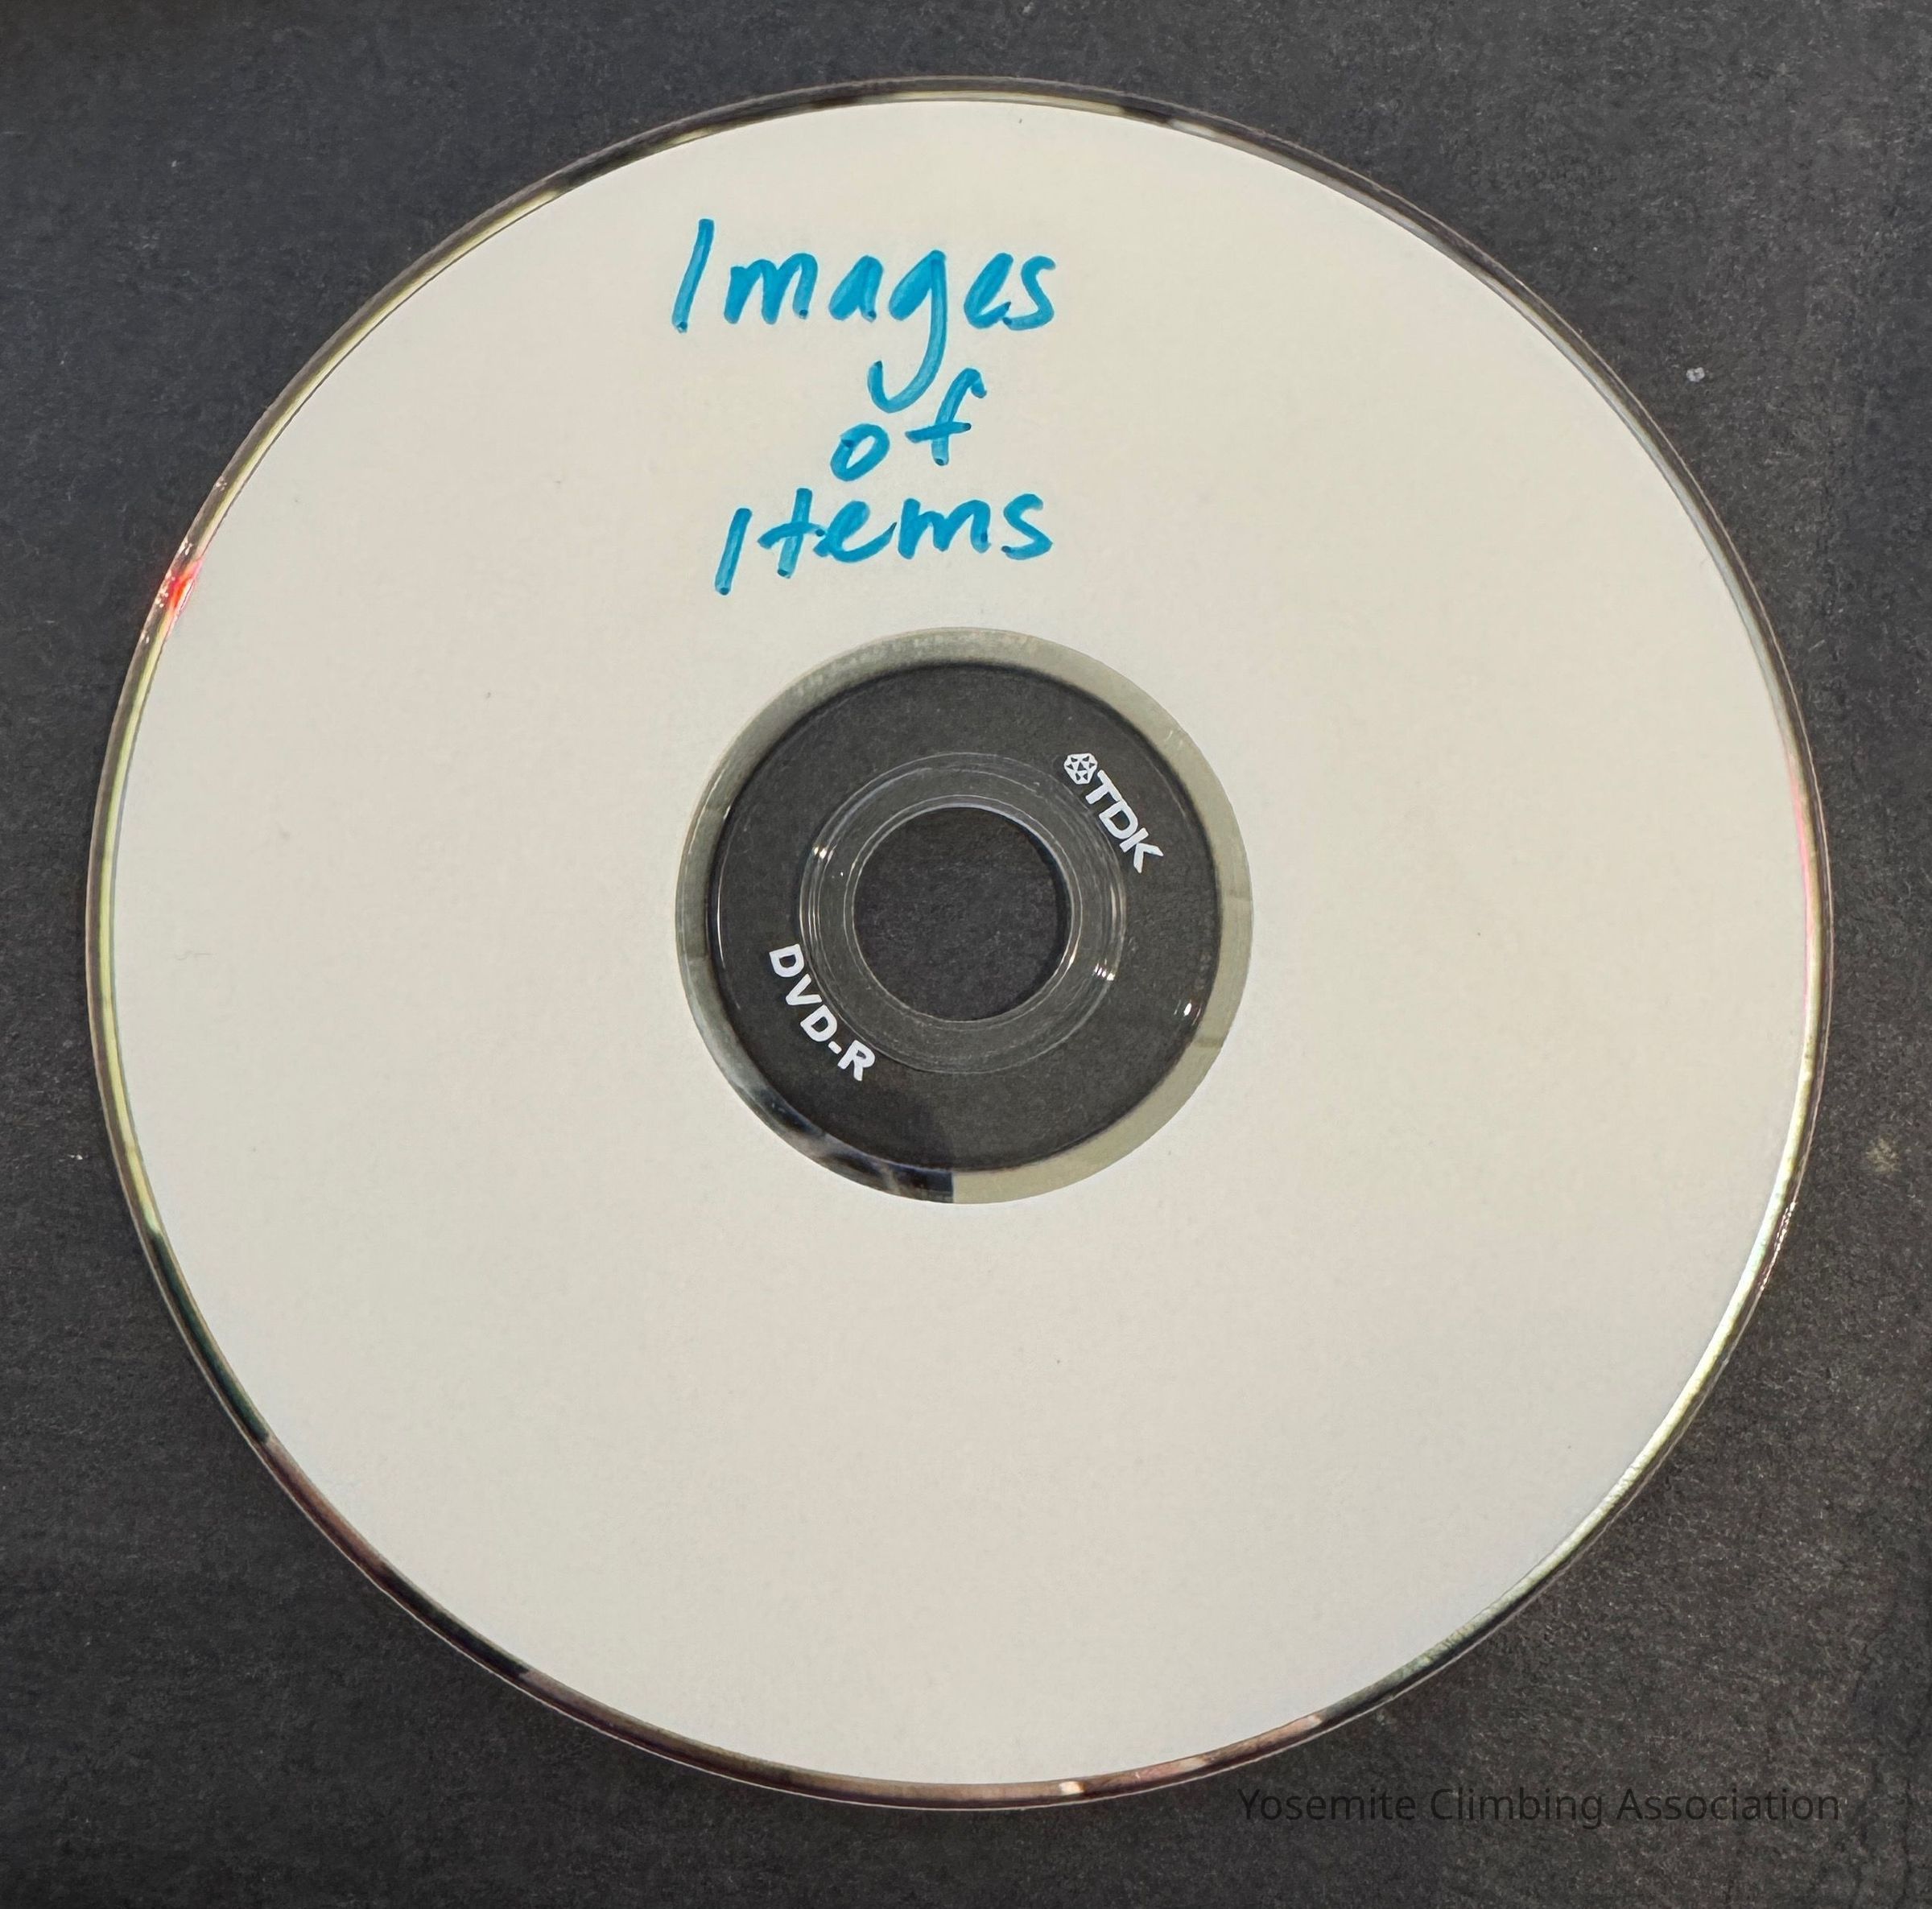 Images
of
Items
TDK
DVD-R
Yosemite Climbing Association